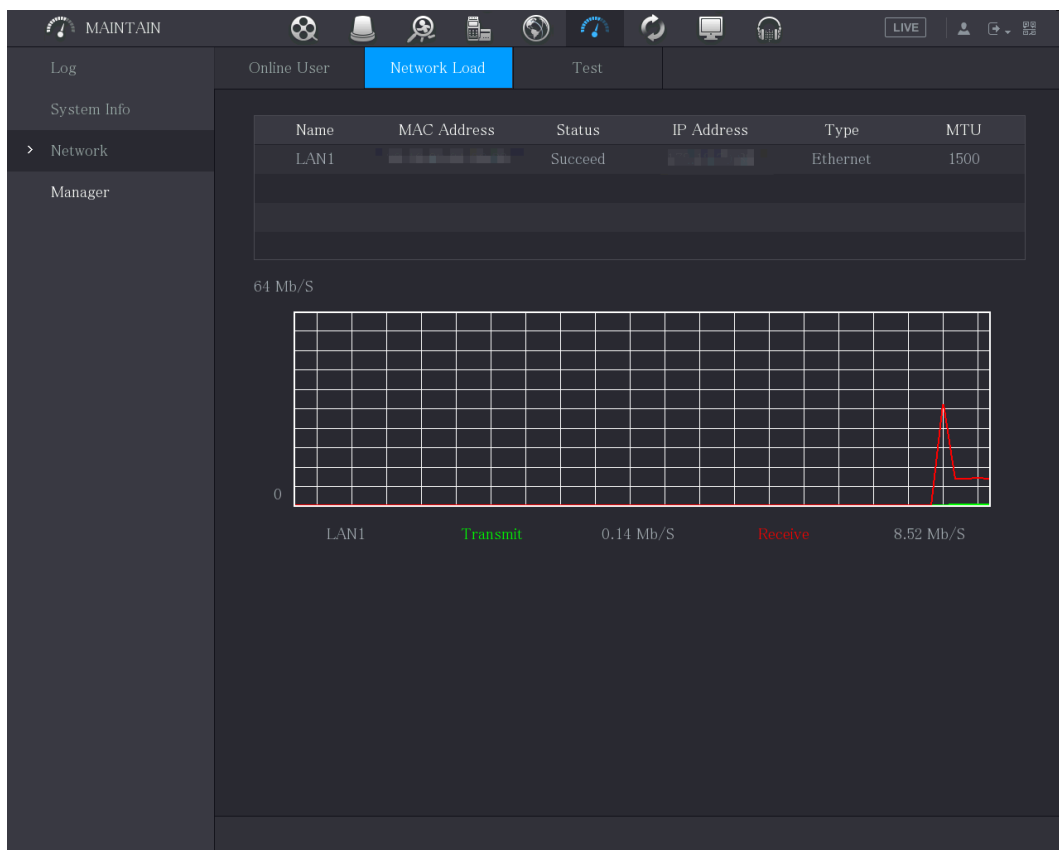 MAINTAIN LIVE
Log
System Info
Network
Manager
Online User Network Load Test
Name MAC Address Status IP Address Type MTU
LAN1 Succeed Ethernet 1500
64 Mb/S
0
LAN1 Transmit 0.14 Mb/S Receive 8.52 Mb/S